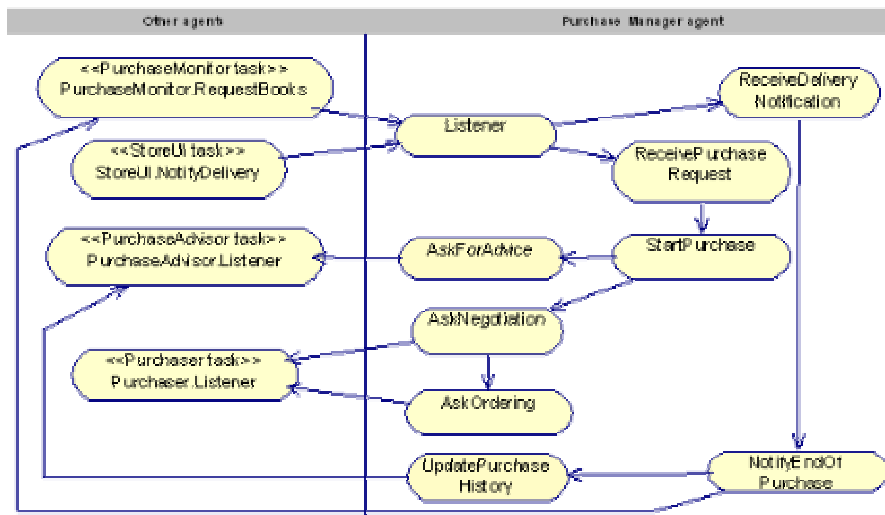 Other agents
Purchase Manager agent
<<PurchaseMonitor task>>
PurchaseMonitor.RequestBooks
<<StoreUI task>>
StoreUI.NotifyDelivery
<<PurchaseAdvisor task>>
PurchaseAdvisor.Listener
<<Purchaser task>>
Purchaser.Listener
Listener
ReceiveDelivery
Notification
ReceivePurchase
Request
StartPurchase
AskForAdvice
AskNegotiation
AskOrdering
UpdatePurchase
History
NotifyEndOf
Purchase